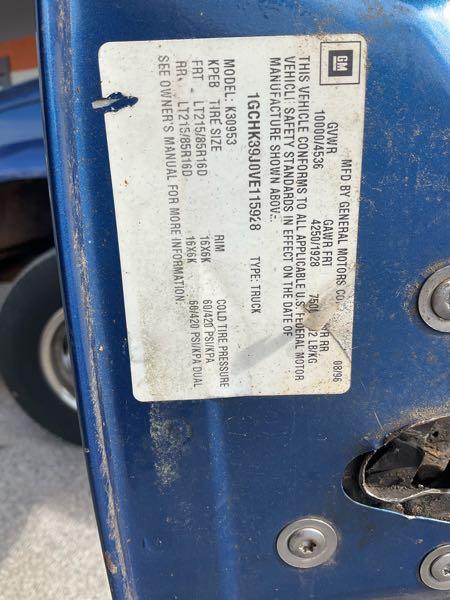 GM
MFD BY GENERAL MOTORS CO 08/96
GVWR GAWR FRT RR
10000/4536 4250/1928 LB/KG
THIS VEHICLE CONFORMS TO ALL APPLICABLE U.S. FEDERAL MOTOR
VEHICLE SAFETY STANDARDS IN EFFECT ON THE DATE OF
MANUFACTURE SHOWN ABOVE.
1GCHK39J0VE115928 TYPE: TRUCK
MODEL: K30953
KPEB TIRE SIZE RIM COLD TIRE PRESSURE
FRT LT215/85R16D 16X6K 60/420 PSI/KPA
RR. LT215/85R16D 16X6K 60/420 PSI/KPA DUAL
SEE OWNER'S MANUAL FOR MORE INFORMATION.